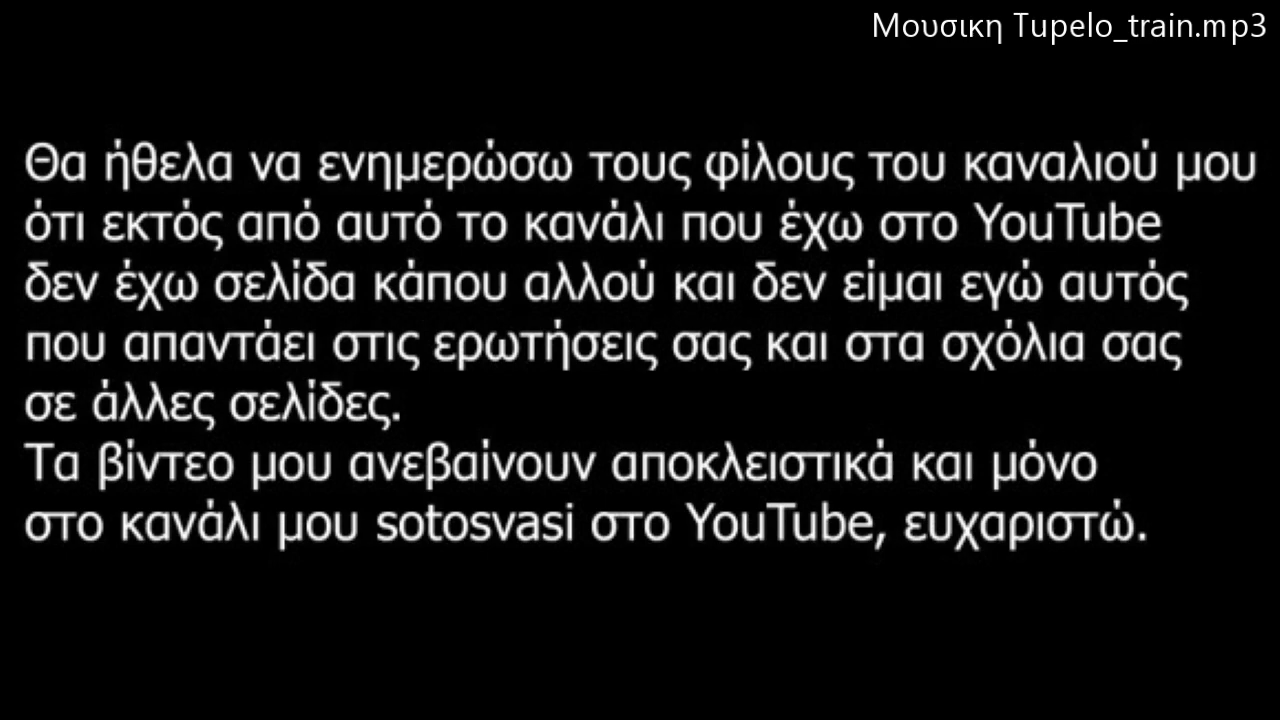 Μουσικη Tupelo_train.mp3
Θα ήθελα να ενημερώσω τους φίλους του καναλιού μου
ότι εκτός από αυτό το κανάλι που έχω στο YouTube
δεν έχω σελίδα κάπου αλλού και δεν είμαι εγώ αυτός
που απαντάει στις ερωτήσεις σας και στα σχόλια σας
σε άλλες σελίδες.
Τα βίντεο μου ανεβαίνουν αποκλειστικά και μόνο
στο κανάλι μου sotosvasi στο YouTube, ευχαριστώ.